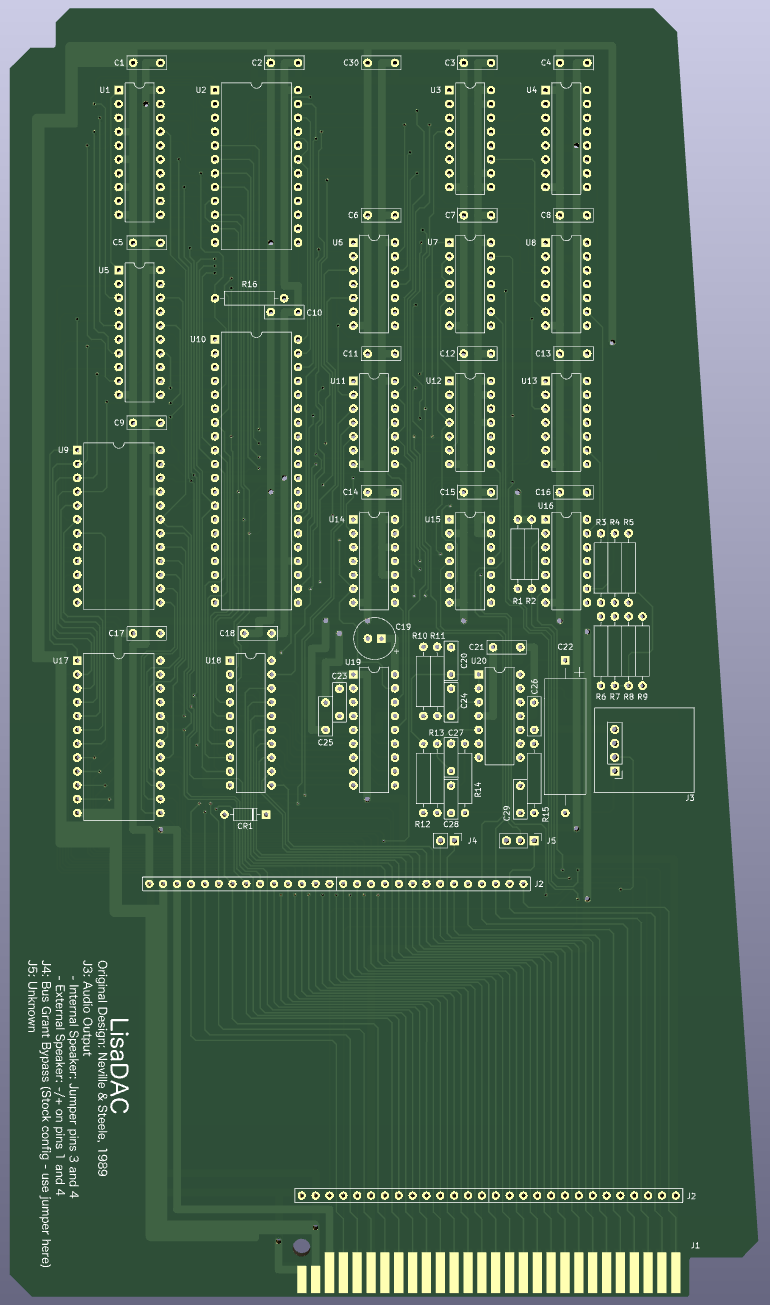 C1 C2 C30 C3 C4
U1 U2 U3 U4
C6 C7 C8
C5 U6 U7 U8
U5
R16
C10
U10
C11 C12 C13
U11 U12 U13
C9
U9
C14 C15 C16
U16
U14 U15
R3 R4 R5
R1 R2
C17 C18 C19
+
R10 R11 C20 C21 C22
U17 U18 U19 U20
+
C23 C24 C26
R6 R7 R8 R9
C25
R13 C27
R14
J3
CR1 R12 C28 C29 R15
J4 J5
J2
LisaDAC
Original Design: Neville & Steele, 1989
J3: Audio Output
- Internal Speaker: Jumper pins 3 and 4
- External Speaker: -/+ on pins 1 and 4
J4: Bus Grant Bypass (Stock config - use jumper here)
J5: Unknown
J2
J1